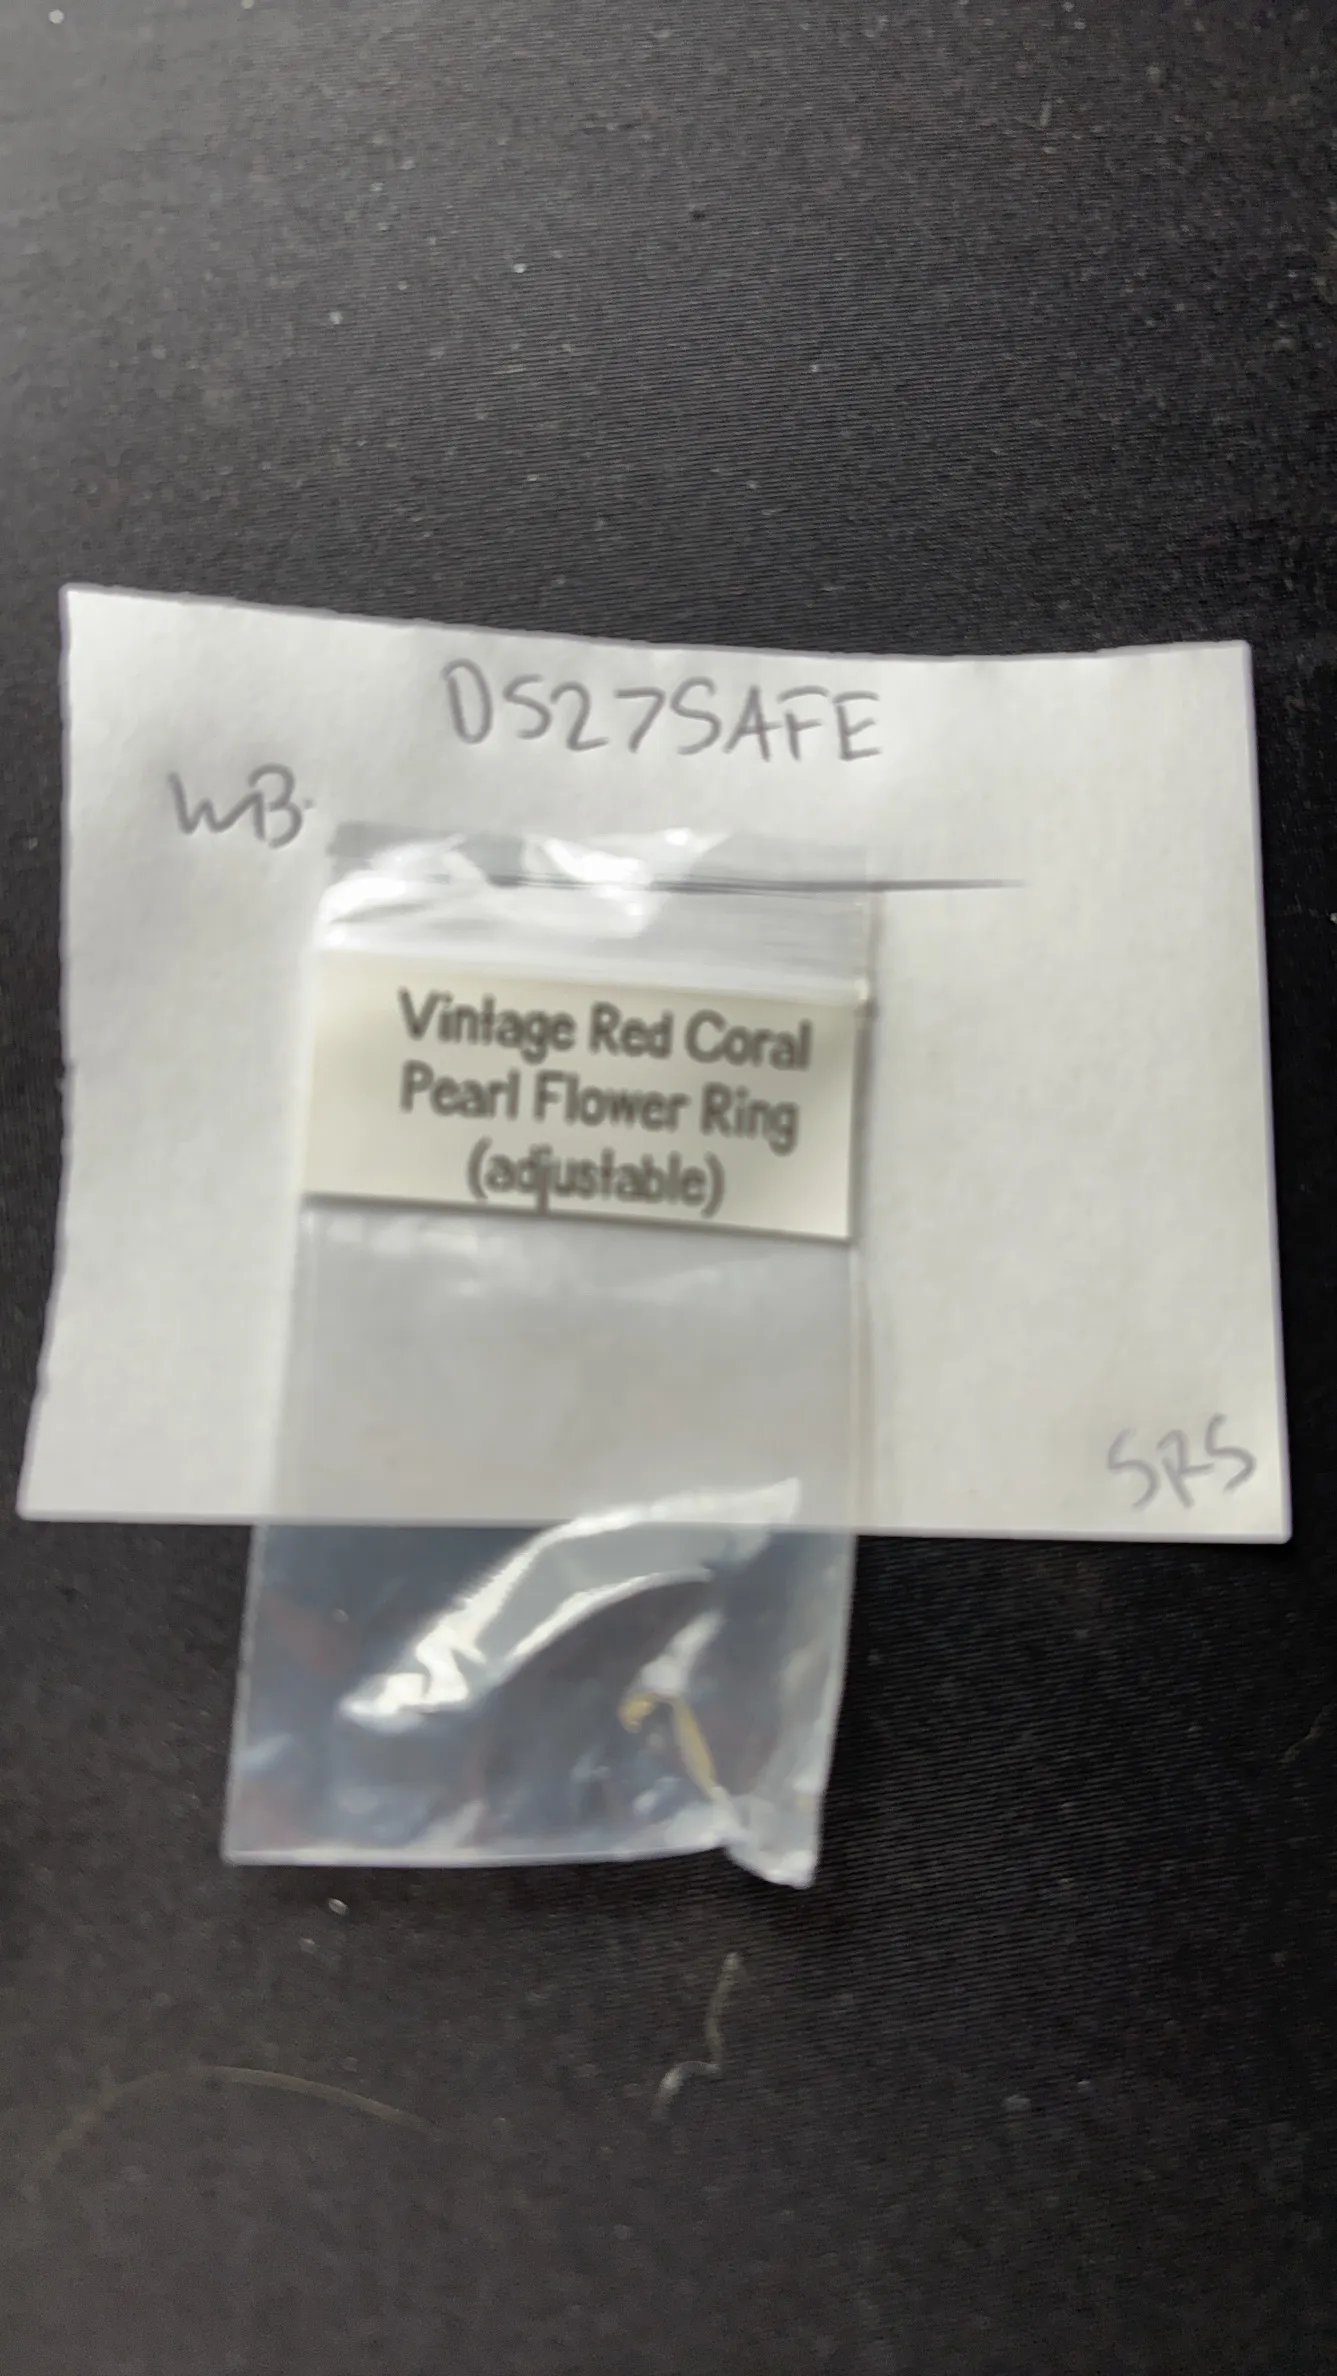 DS27SAFE
WB.
Vintage Red Coral
Pearl Flower Ring
(adjustable)
SRS